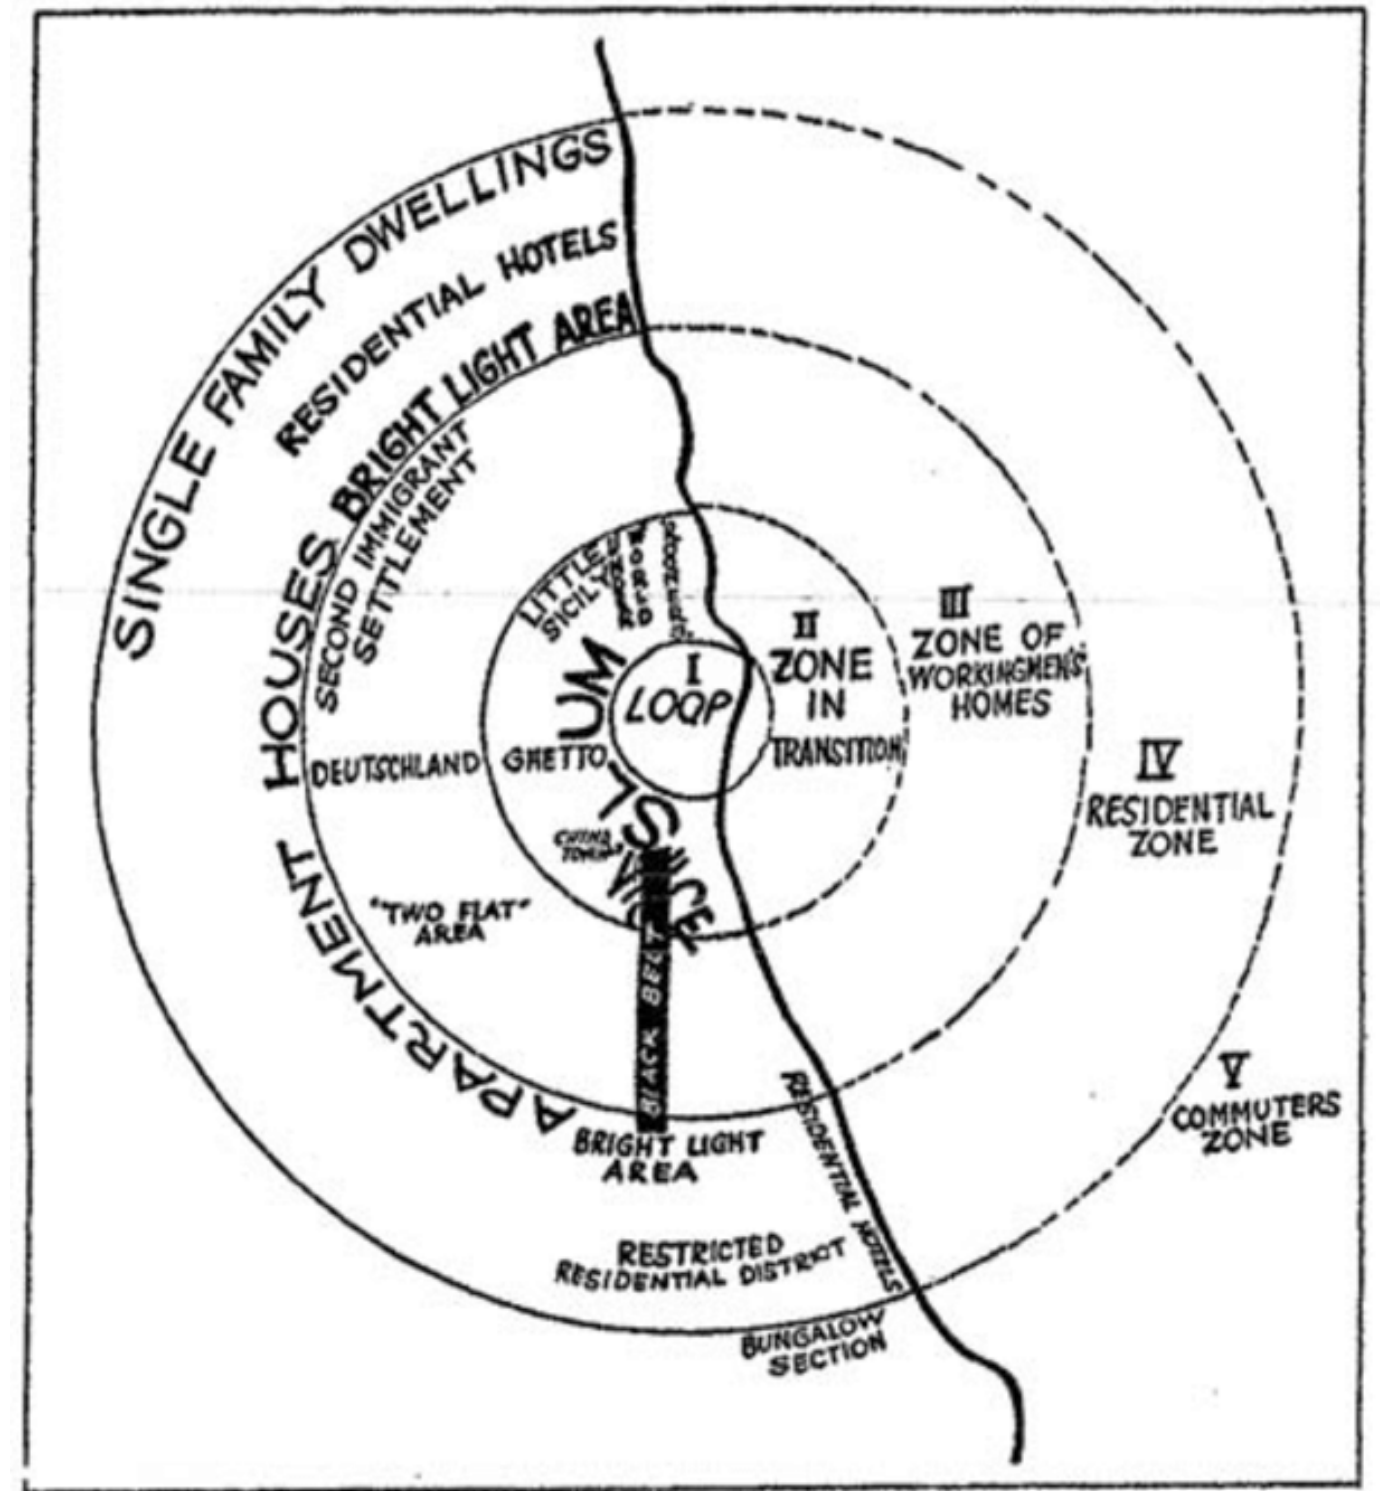 SINGLE FAMILY DWELLINGS
RESIDENTIAL HOTELS
BRIGHT LIGHT AREA
SECOND IMMIGRANT
SETTLEMENT
APARTMENT HOUSES
LITTLE
SICILY
WORLD
I
LOOP
II
ZONE
IN
TRANSITION
III
ZONE OF
WORKINGMEN'S
HOMES
IV
RESIDENTIAL
ZONE
V
COMMUTERS
ZONE
DEUTSCHLAND
GHETTO
SLUM
CHINA
TOWN
VICE
"TWO FLAT"
AREA
BLACK BELT
BRIGHT LIGHT
AREA
RESIDENTIAL HOTELS
RESTRICTED
RESIDENTIAL DISTRICT
BUNGALOW
SECTION